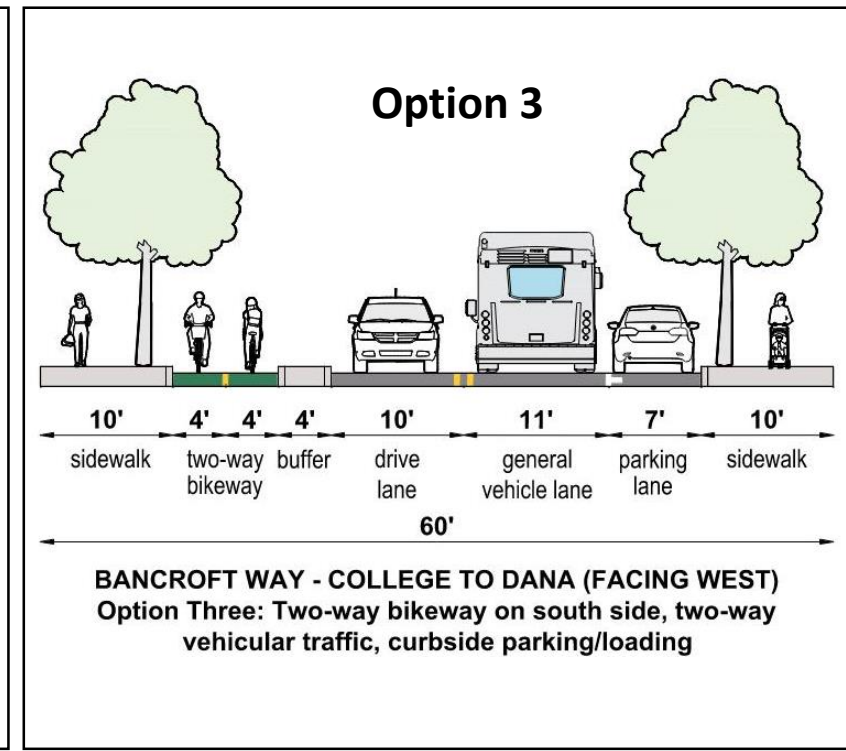 Option 3
10' 4' 4' 4' 10' 11' 7' 10'
sidewalk two-way buffer drive general parking sidewalk
bikeway lane vehicle lane lane
60'
BANCROFT WAY - COLLEGE TO DANA (FACING WEST)
Option Three: Two-way bikeway on south side, two-way
vehicular traffic, curbside parking/loading